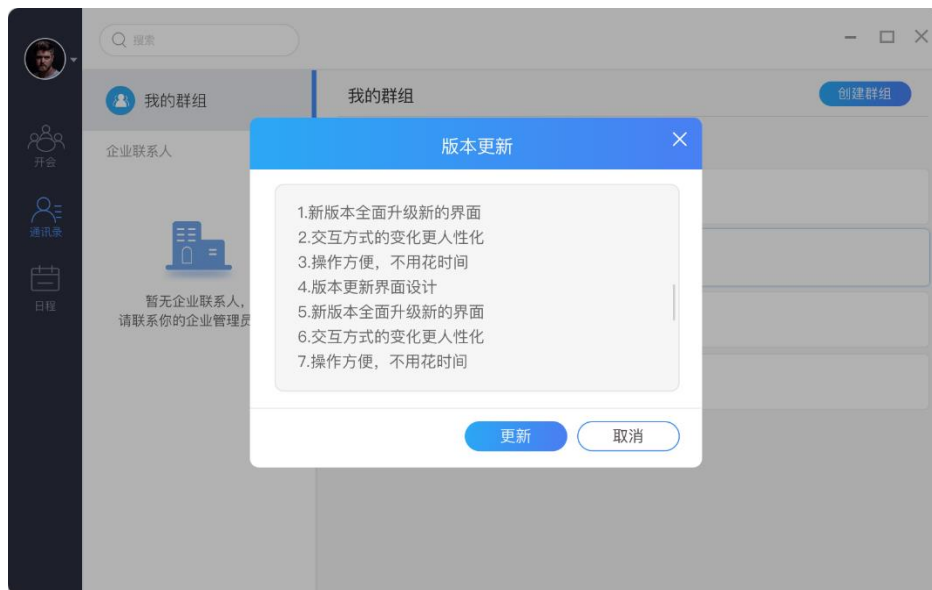 搜索
我的群组
我的群组
创建群组
开会
企业联系人
通讯录
日程
暂无企业联系人,
请联系你的企业管理员
版本更新
1.新版本全面升级新的界面
2.交互方式的变化更人性化
3.操作方便，不用花时间
4.版本更新界面设计
5.新版本全面升级新的界面
6.交互方式的变化更人性化
7.操作方便，不用花时间
更新
取消